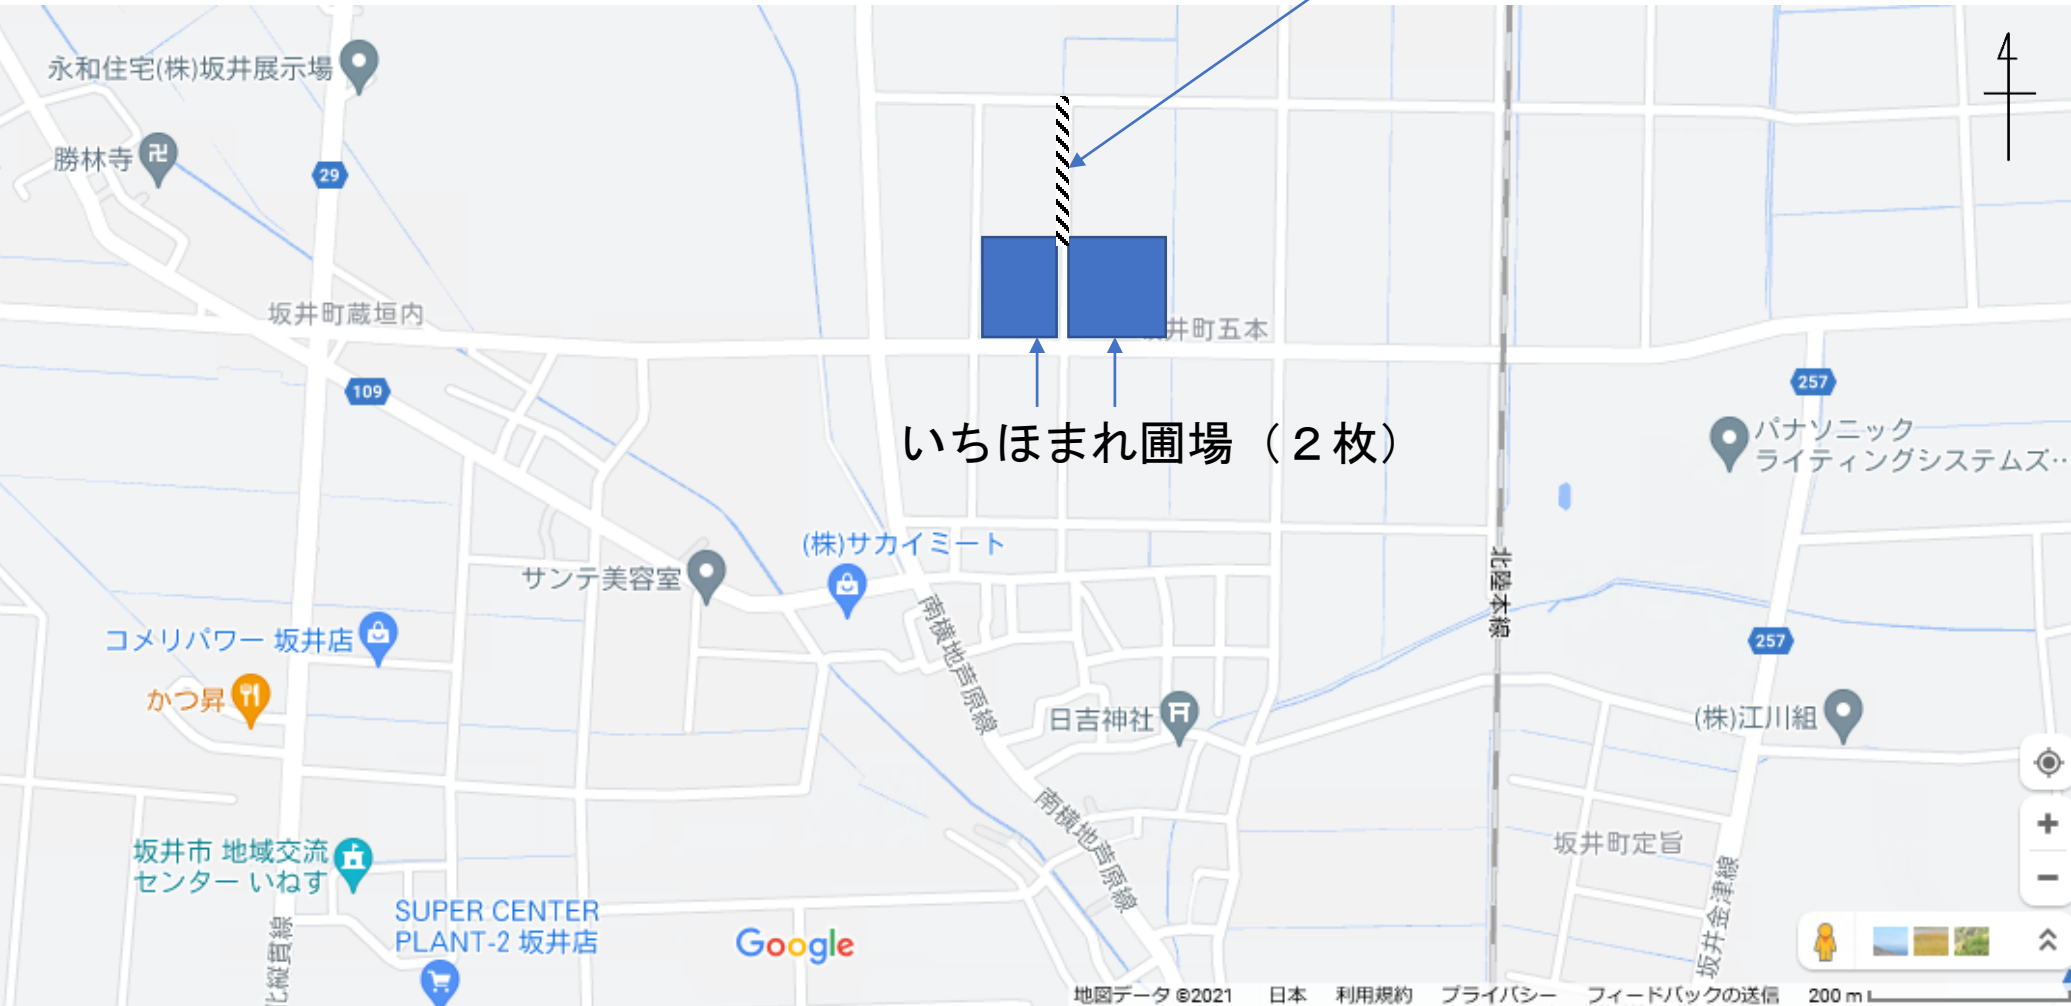 永和住宅(株)坂井展示場
勝林寺
29
坂井町蔵垣内
井町五本
109
257
いちほまれ圃場（２枚）
パナソニック
ライティングシステムズ…
(株)サカイミート
サンテ美容室
北陸本線
南横地芦原線
コメリパワー 坂井店
257
かつ昇
日吉神社
(株)江川組
南横地芦原線
坂井町定旨
坂井市 地域交流
センター いねす
坂井金津線
SUPER CENTER
PLANT-2 坂井店
縦貫線
Google
地図データ ©2021 日本 利用規約 プライバシー フィードバックの送信 200 m